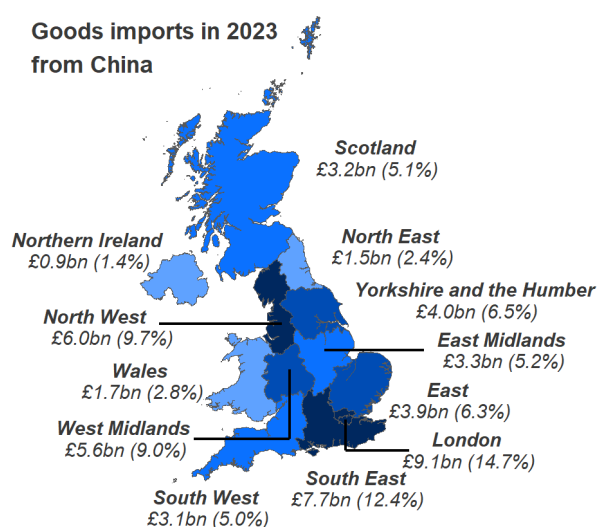 Goods imports in 2023
from China
Scotland
£3.2bn (5.1%)
Northern Ireland
£0.9bn (1.4%)
North East
£1.5bn (2.4%)
Yorkshire and the Humber
£4.0bn (6.5%)
North West
£6.0bn (9.7%)
East Midlands
£3.3bn (5.2%)
Wales
£1.7bn (2.8%)
East
£3.9bn (6.3%)
West Midlands
£5.6bn (9.0%)
London
£9.1bn (14.7%)
South East
£7.7bn (12.4%)
South West
£3.1bn (5.0%)